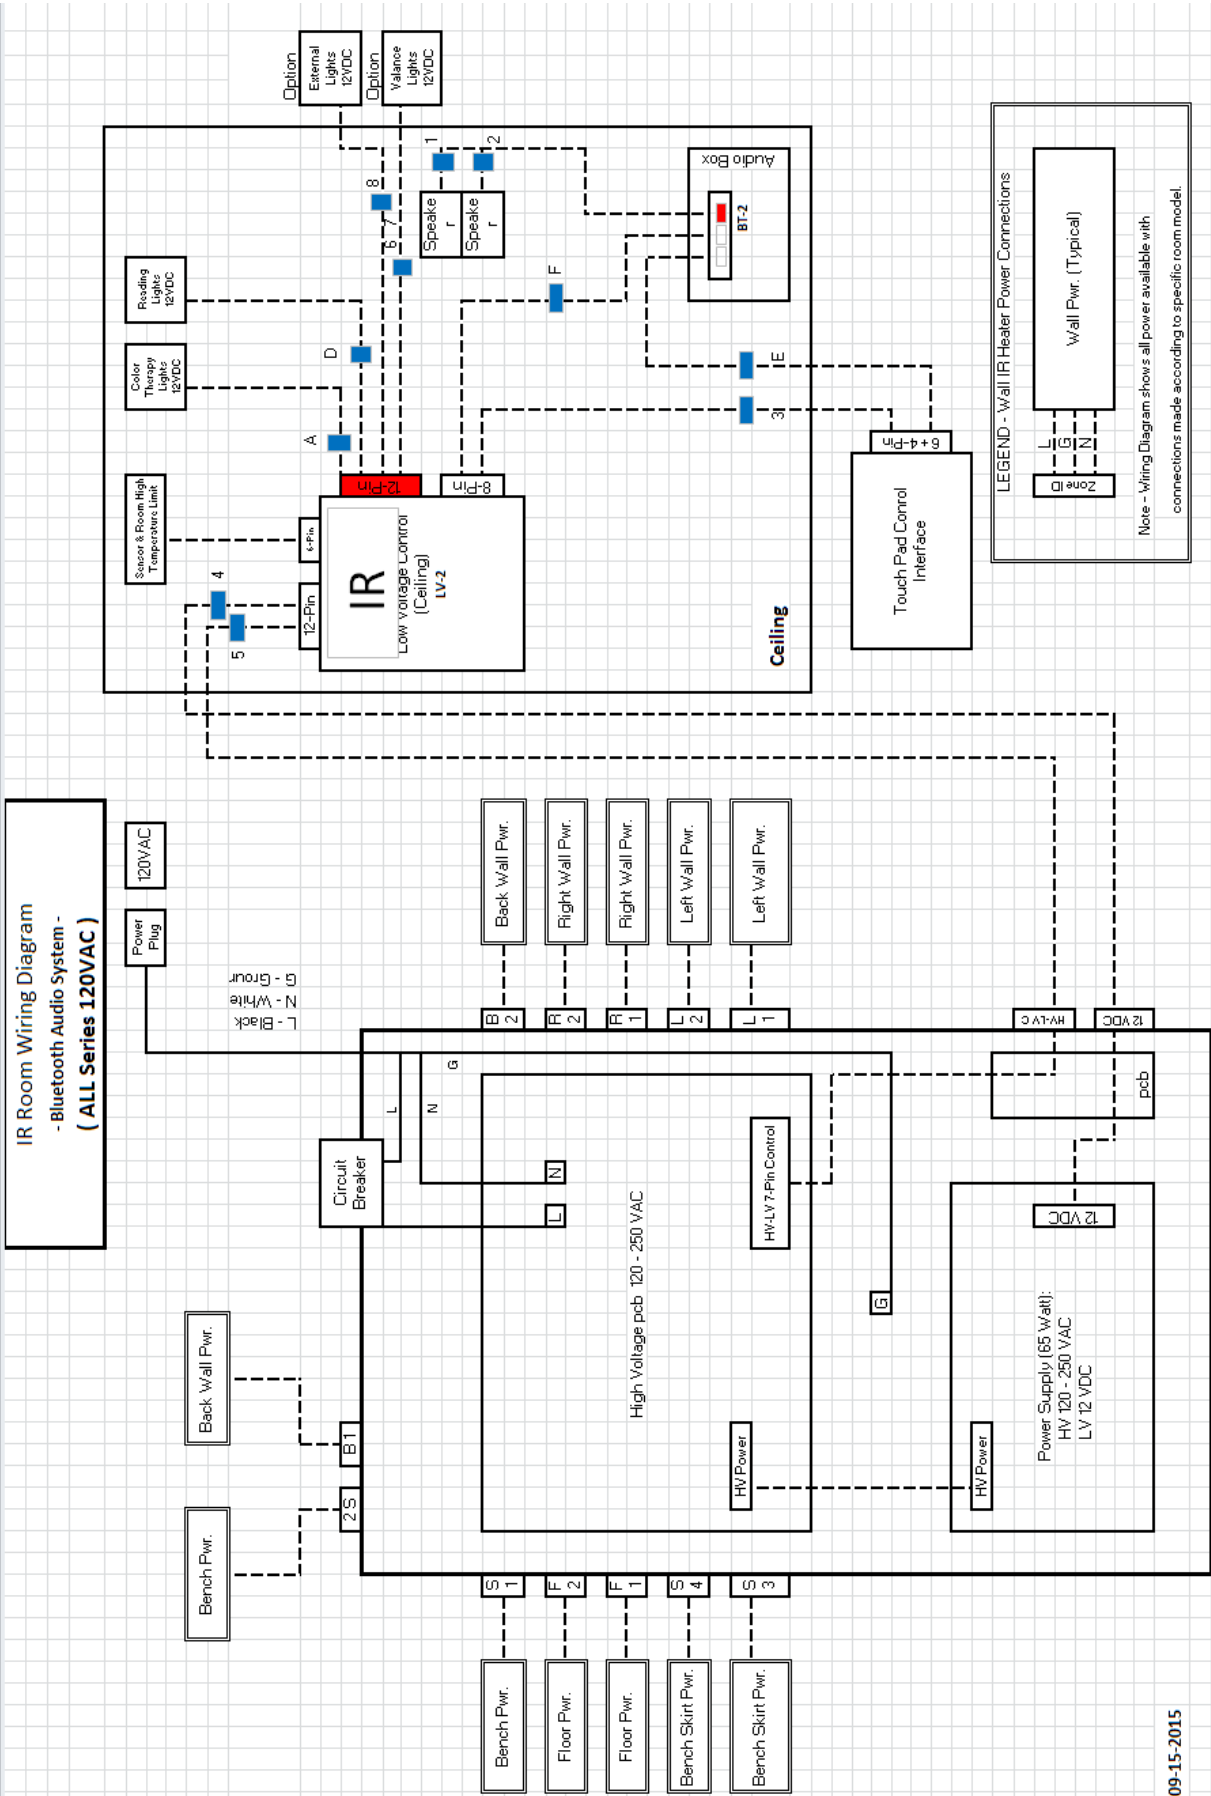 IR Room Wiring Diagram
- Bluetooth Audio System -
( ALL Series 120VAC )
120VAC
Power
Plug
L - Black
N - White
G - Groun
Option
External
Lights
12VDC
Option
Valance
Lights
12VDC
Reading
Lights
12VDC
Color
Therapy
Lights
12VDC
Sensor & Room High
Temperature Limit
A
D
8
7
6
1
2
Speake
r
Speake
r
F
E
3
4
5
Audio Box
BT-2
12-Pin
8-Pin
6-Pin
12-Pin
IR
Low Voltage Control
(Ceiling)
LV-2
Ceiling
6 + 4-Pin
Touch Pad Conrol
Interface
LEGEND - Wall IR Heater Power Connections
Wall Pwr. (Typical)
L
G
N
Zone ID
Note - Wiring Diagram shows all power available with
connections made according to specific room model.
Back Wall Pwr.
Right Wall Pwr.
Right Wall Pwr.
Left Wall Pwr.
Left Wall Pwr.
B
2
R
2
R
1
L
2
L
1
HV-LV C
12 VDC
pcb
Circuit
Breaker
L
N
G
L
N
High Voltage pcb 120 - 250 VAC
HV-LV 7-Pin Control
HV Power
G
12 VDC
Power Supply (65 Watt):
HV 120 - 250 VAC
LV 12 VDC
HV Power
Back Wall Pwr.
B 1
Bench Pwr.
2 S
S
1
F
2
F
1
S
4
S
3
Bench Pwr.
Floor Pwr.
Floor Pwr.
Bench Skirt Pwr.
Bench Skirt Pwr.
09-15-2015